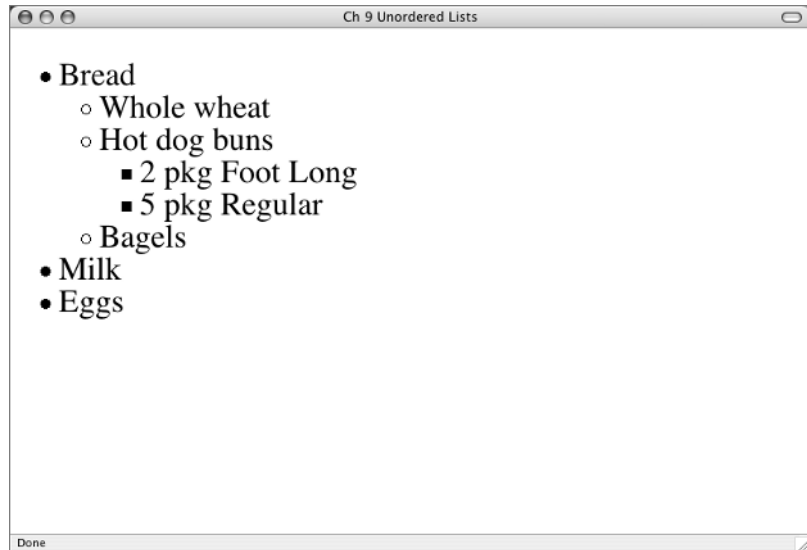 Ch 9 Unordered Lists
Bread
Whole wheat
Hot dog buns
2 pkg Foot Long
5 pkg Regular
Bagels
Milk
Eggs
Done